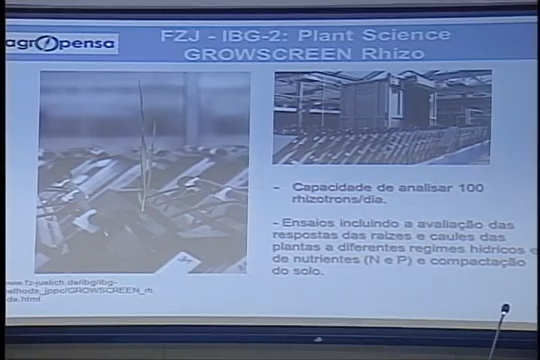 agropensa
FZJ - IBG-2: Plant Science
GROWSCREEN Rhizo
- Capacidade de analisar 100
rhizotrons/dia.
- Ensaios incluindo a avaliação das
respostas das raízes e caules das
plantas a diferentes regimes hídricos e
de nutrientes (N e P) e compactação
do solo.
www.fz-juelich.de/ibg/ibg-
GROWSCREEN_rh
de.html